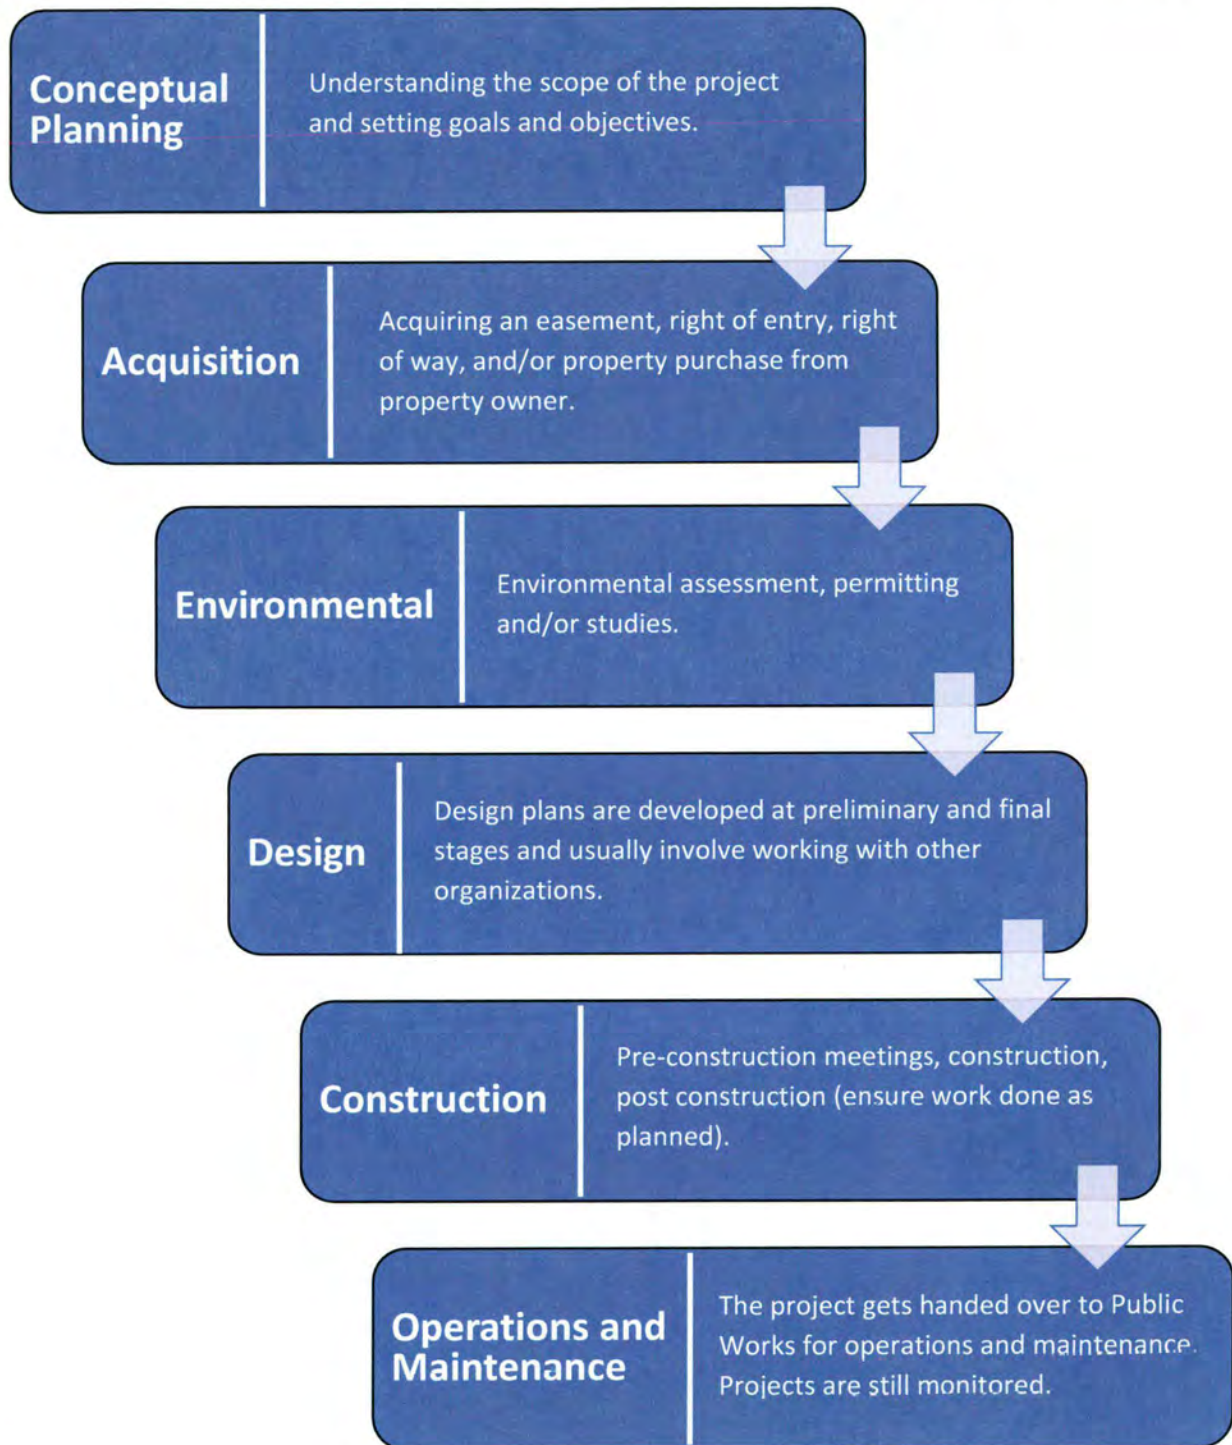 Conceptual
Planning
Understanding the scope of the project
and setting goals and objectives.
Acquisition
Acquiring an easement, right of entry, right
of way, and/or property purchase from
property owner.
Environmental
Environmental assessment, permitting
and/or studies.
Design
Design plans are developed at preliminary and final
stages and usually involve working with other
organizations.
Construction
Pre-construction meetings, construction,
post construction (ensure work done as
planned).
Operations and
Maintenance
The project gets handed over to Public
Works for operations and maintenance.
Projects are still monitored.